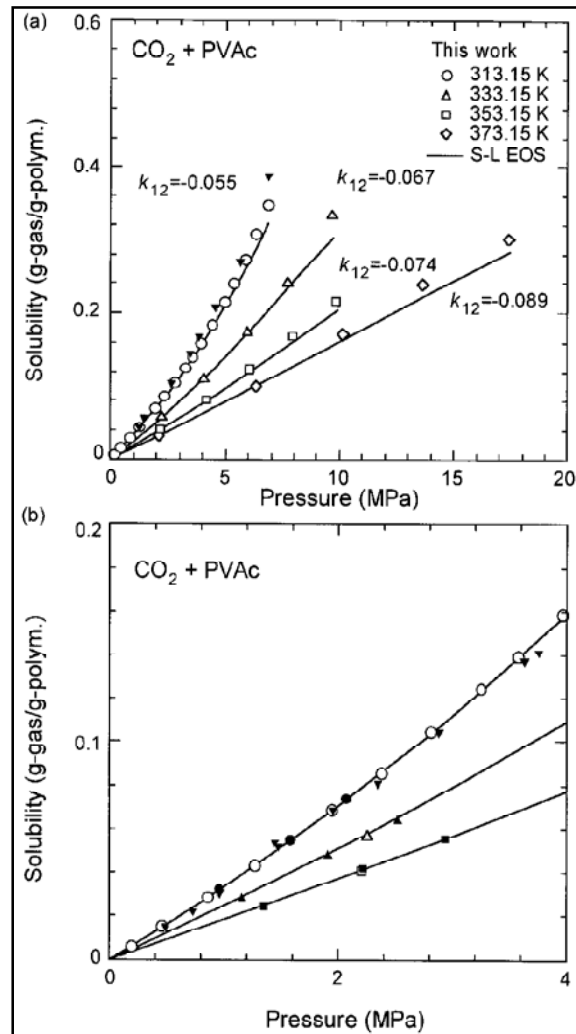 (a)
0.6
CO₂ + PVAc
This work
○ 313.15 K
△ 333.15 K
□ 353.15 K
◇ 373.15 K
— S-L EOS
0.4
k₁₂=-0.055
k₁₂=-0.067
k₁₂=-0.074
k₁₂=-0.089
0.2
0
Solubility (g-gas/g-polym.)
0 5 10 15 20
Pressure (MPa)
(b)
0.2
CO₂ + PVAc
0.1
0
Solubility (g-gas/g-polym.)
0 2 4
Pressure (MPa)